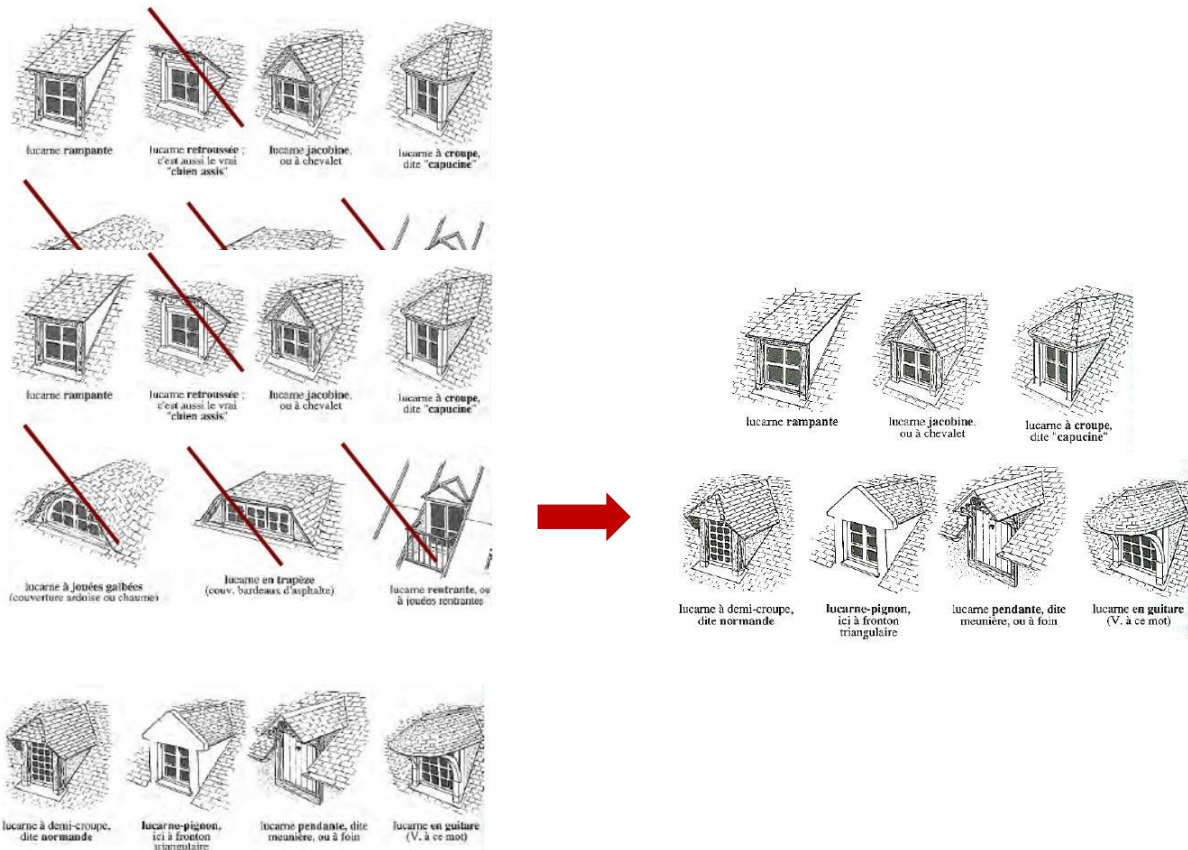 lucarne rampante
lucarne retroussée ;
c'est aussi le vrai
"chien assis"
lucarne jacobine,
ou à chevalet
lucarne à croupe,
dite "capucine"
lucarne rampante
lucarne retroussée ;
c'est aussi le vrai
"chien assis"
lucarne jacobine,
ou à chevalet
lucarne à croupe,
dite "capucine"
lucarne à jouées galbées
(couverture ardoise ou chaume)
lucarne en trapèze
(couv. bardeaux d'asphalte)
lucarne rentrante, ou
à jouées rentrantes
lucarne à demi-croupe,
dite normande
lucarne-pignon,
ici à fronton
triangulaire
lucarne pendante, dite
meunière, ou à foin
lucarne en guitare
(V. à ce mot)
lucarne rampante
lucarne jacobine,
ou à chevalet
lucarne à croupe,
dite "capucine"
lucarne à demi-croupe,
dite normande
lucarne-pignon,
ici à fronton
triangulaire
lucarne pendante, dite
meunière, ou à foin
lucarne en guitare
(V. à ce mot)